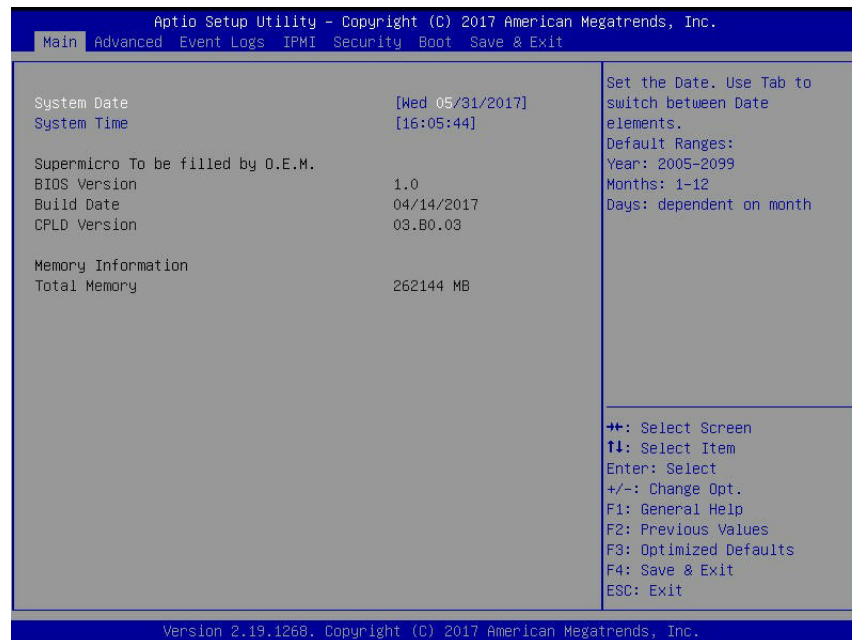 Aptio Setup Utility – Copyright (C) 2017 American Megatrends, Inc.
Main Advanced Event Logs IPMI Security Boot Save & Exit
System Date [Wed 05/31/2017]
System Time [16:05:44]
Supermicro To be filled by O.E.M.
BIOS Version 1.0
Build Date 04/14/2017
CPLD Version 03.B0.03
Memory Information
Total Memory 262144 MB
Set the Date. Use Tab to
switch between Date
elements.
Default Ranges:
Year: 2005-2099
Months: 1-12
Days: dependent on month
→←: Select Screen
↑↓: Select Item
Enter: Select
+/-: Change Opt.
F1: General Help
F2: Previous Values
F3: Optimized Defaults
F4: Save & Exit
ESC: Exit
Version 2.19.1268. Copyright (C) 2017 American Megatrends, Inc.